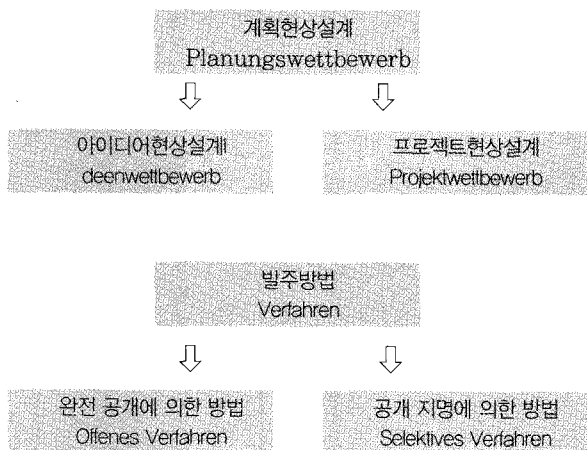 계획현상설계
Planungswettbewerb
아이디어현상설계I
deenwettbewerb
프로젝트현상설계
Projektwettbewerb
발주방법
Verfahren
완전 공개에 의한 방법
Offenes Verfahren
공개 지명에 의한 방법
Selektives Verfahren